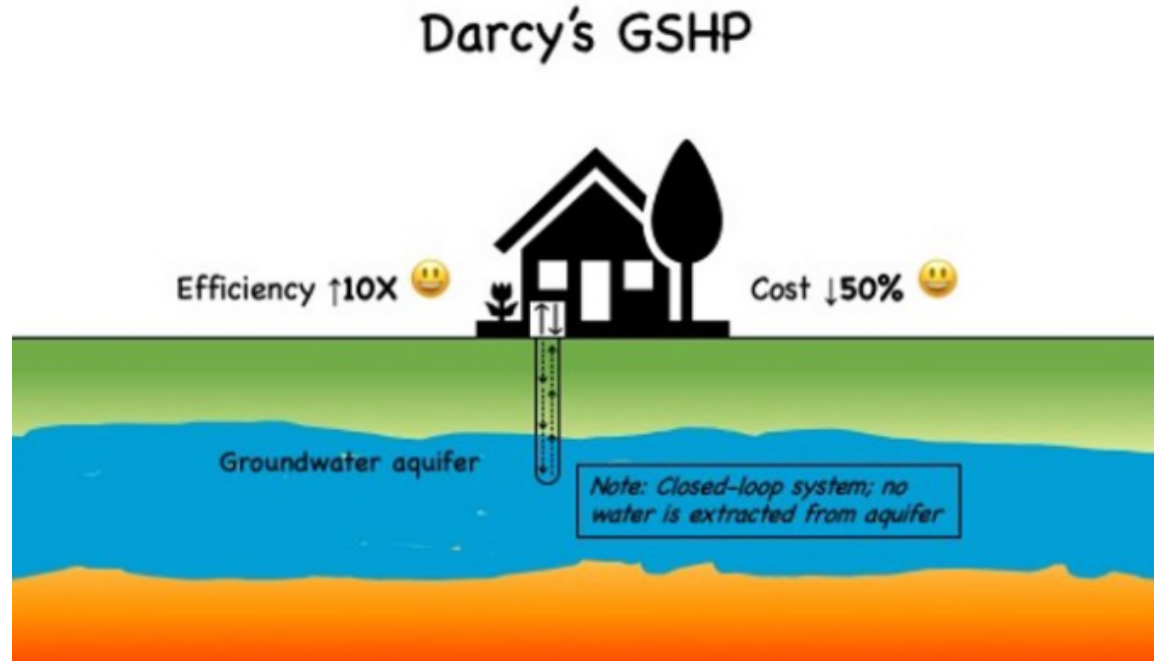 Darcy's GSHP
Efficiency ↑10X 😃
Cost ↓50% 😃
Groundwater aquifer
Note: Closed-loop system; no
water is extracted from aquifer